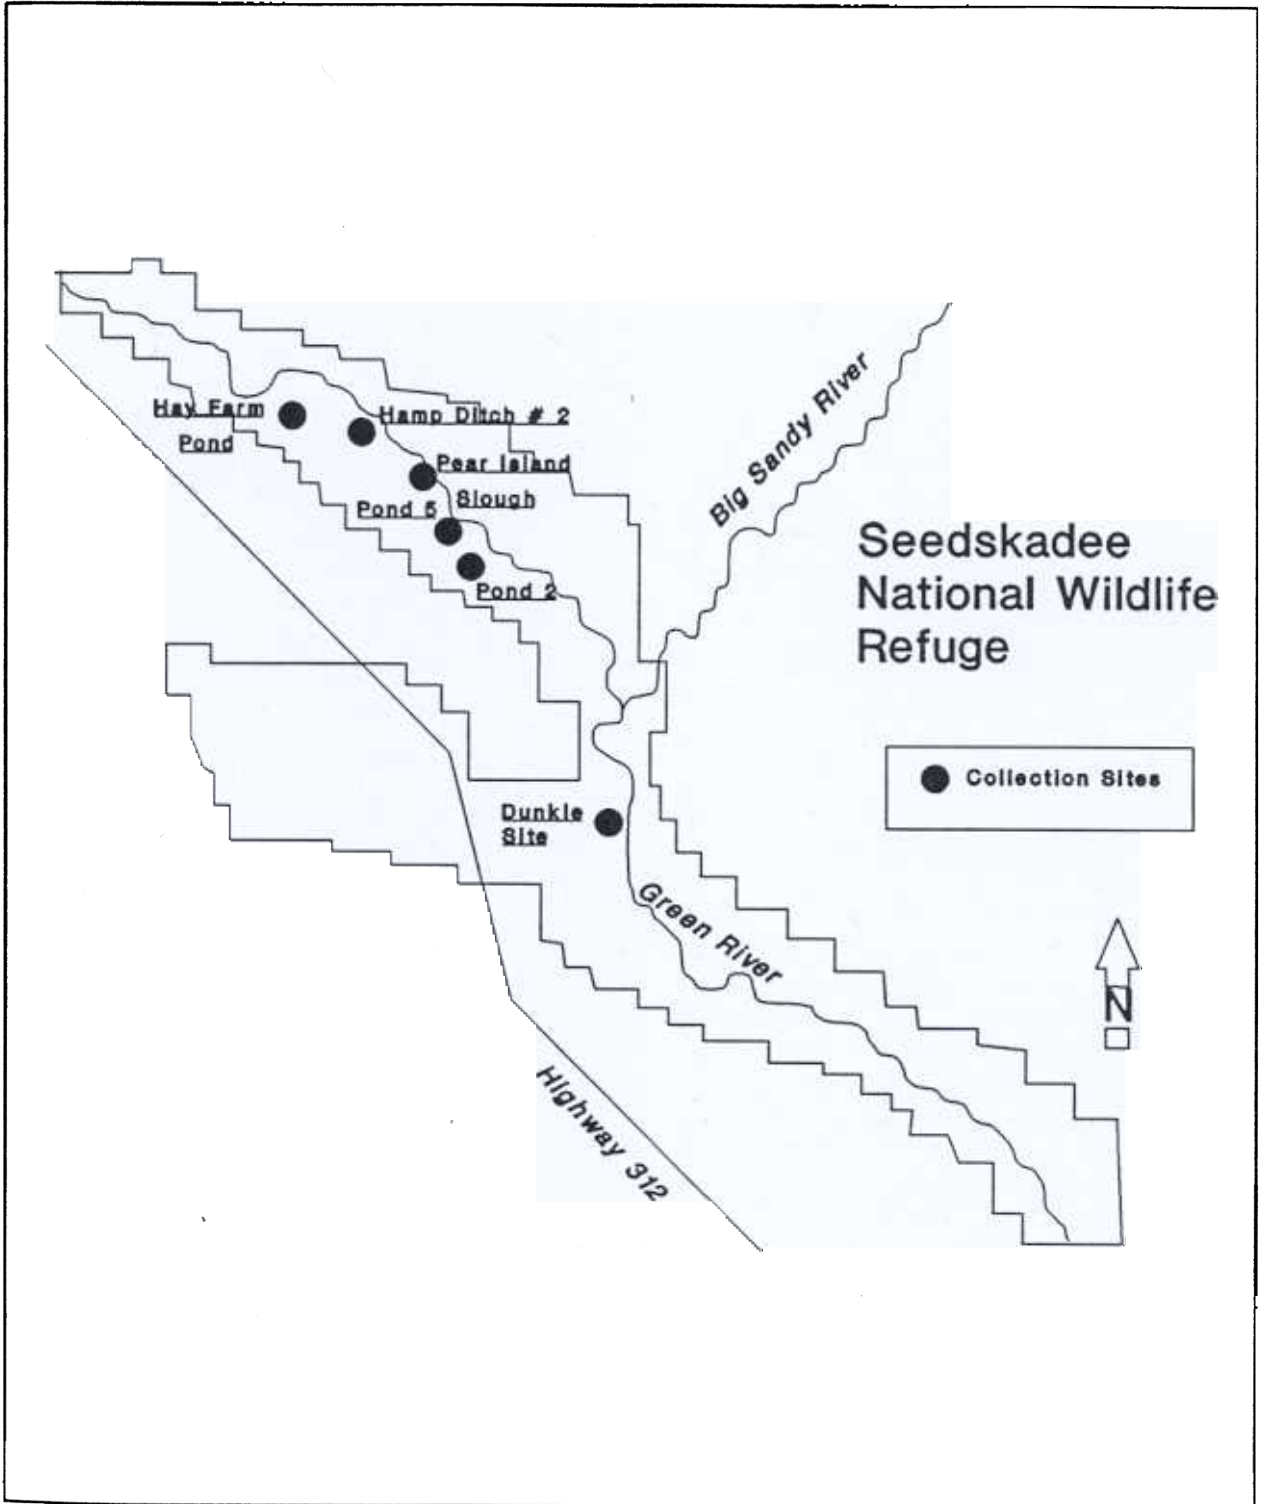 Hay Farm
Pond
Hamp Ditch # 2
Pear Island
Slough
Pond 5
Pond 2
Big Sandy River
Seedskadee
National Wildlife
Refuge
Collection Sites
Dunkle
Site
Green River
N
Highway 312